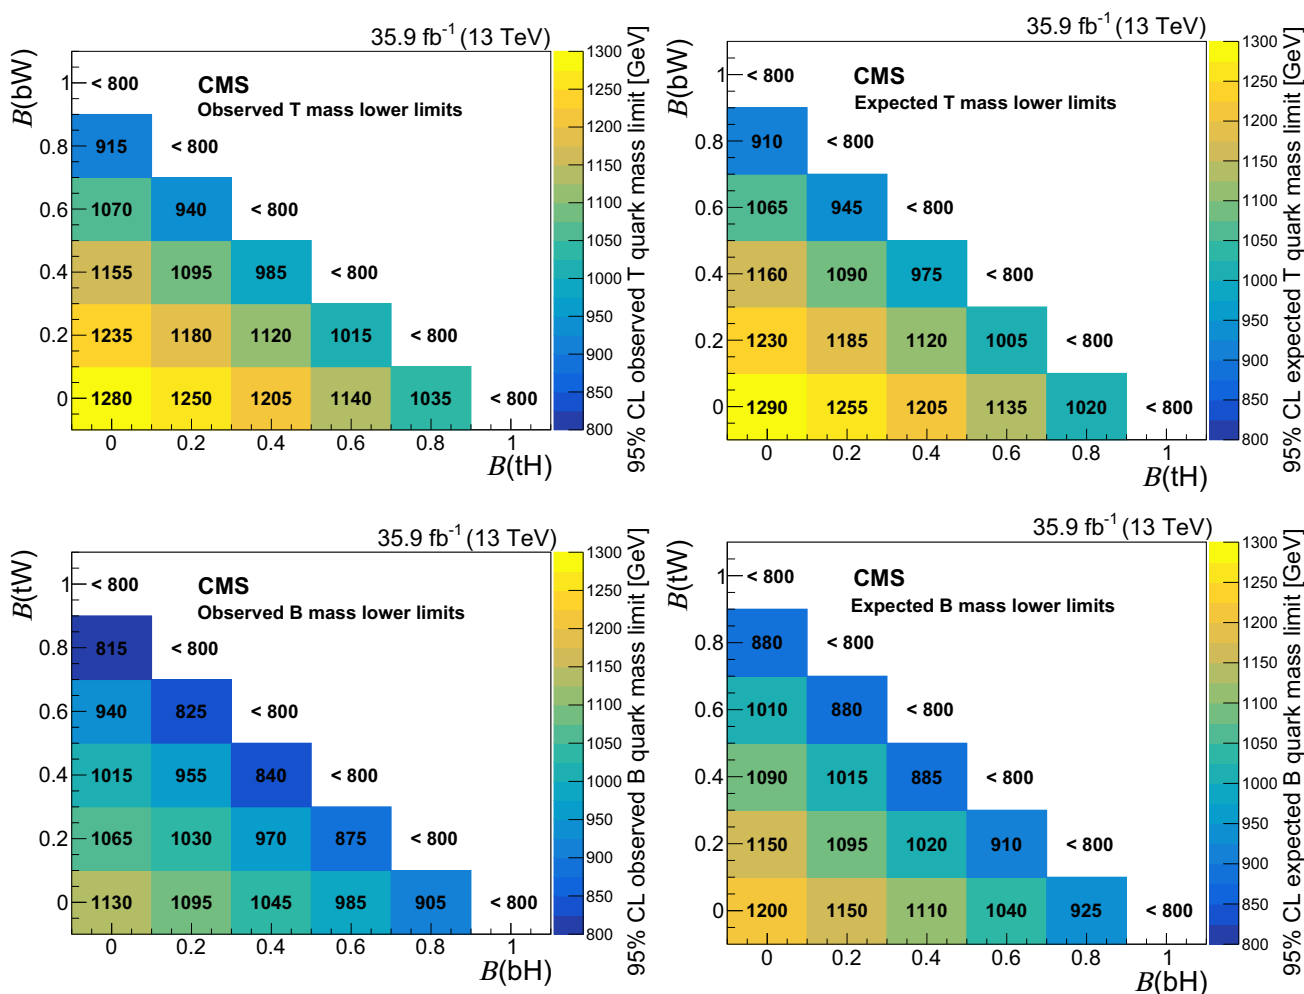 35.9 fb⁻¹ (13 TeV)
CMS
Observed T mass lower limits
B(bW)
1
0.8
0.6
0.4
0.2
0
< 800
915 < 800
1070 940 < 800
1155 1095 985 < 800
1235 1180 1120 1015 < 800
1280 1250 1205 1140 1035 < 800
0 0.2 0.4 0.6 0.8 1
B(tH)
1300
1250
1200
1150
1100
1050
1000
950
900
850
800
95% CL observed T quark mass limit [GeV]
35.9 fb⁻¹ (13 TeV)
CMS
Expected T mass lower limits
B(bW)
1
0.8
0.6
0.4
0.2
0
< 800
910 < 800
1065 945 < 800
1160 1090 975 < 800
1230 1185 1120 1005 < 800
1290 1255 1205 1135 1020 < 800
0 0.2 0.4 0.6 0.8 1
B(tH)
1300
1250
1200
1150
1100
1050
1000
950
900
850
800
95% CL expected T quark mass limit [GeV]
35.9 fb⁻¹ (13 TeV)
CMS
Observed B mass lower limits
B(tW)
1
0.8
0.6
0.4
0.2
0
< 800
815 < 800
940 825 < 800
1015 955 840 < 800
1065 1030 970 875 < 800
1130 1095 1045 985 905 < 800
0 0.2 0.4 0.6 0.8 1
B(bH)
1300
1250
1200
1150
1100
1050
1000
950
900
850
800
95% CL observed B quark mass limit [GeV]
35.9 fb⁻¹ (13 TeV)
CMS
Expected B mass lower limits
B(tW)
1
0.8
0.6
0.4
0.2
0
< 800
880 < 800
1010 880 < 800
1090 1015 885 < 800
1150 1095 1020 910 < 800
1200 1150 1110 1040 925 < 800
0 0.2 0.4 0.6 0.8 1
B(bH)
1300
1250
1200
1150
1100
1050
1000
950
900
850
800
95% CL expected B quark mass limit [GeV]